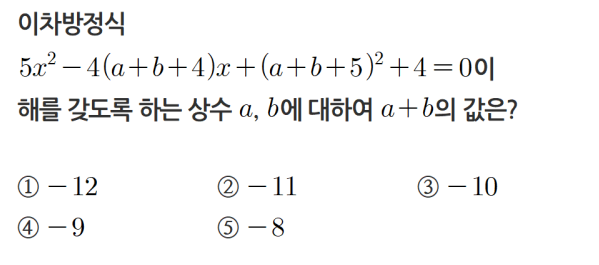 이차방정식
5x² − 4(a+b+4)x + (a+b+5)² + 4 = 0이
해를 갖도록 하는 상수 a, b에 대하여 a+b의 값은?
① −12 ② −11 ③ −10
④ −9 ⑤ −8